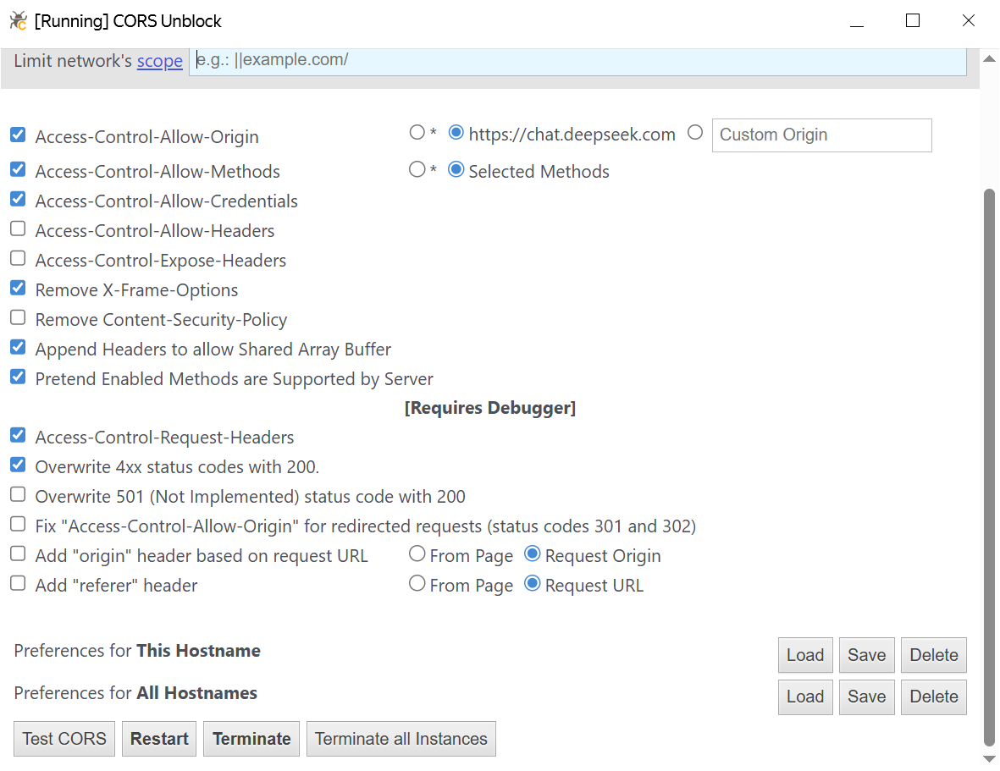 [Running] CORS Unblock
Limit network's scope e.g.: ||example.com/
Access-Control-Allow-Origin * https://chat.deepseek.com Custom Origin
Access-Control-Allow-Methods * Selected Methods
Access-Control-Allow-Credentials
Access-Control-Allow-Headers
Access-Control-Expose-Headers
Remove X-Frame-Options
Remove Content-Security-Policy
Append Headers to allow Shared Array Buffer
Pretend Enabled Methods are Supported by Server
[Requires Debugger]
Access-Control-Request-Headers
Overwrite 4xx status codes with 200.
Overwrite 501 (Not Implemented) status code with 200
Fix "Access-Control-Allow-Origin" for redirected requests (status codes 301 and 302)
Add "origin" header based on request URL From Page Request Origin
Add "referer" header From Page Request URL
Preferences for This Hostname Load Save Delete
Preferences for All Hostnames Load Save Delete
Test CORS Restart Terminate Terminate all Instances